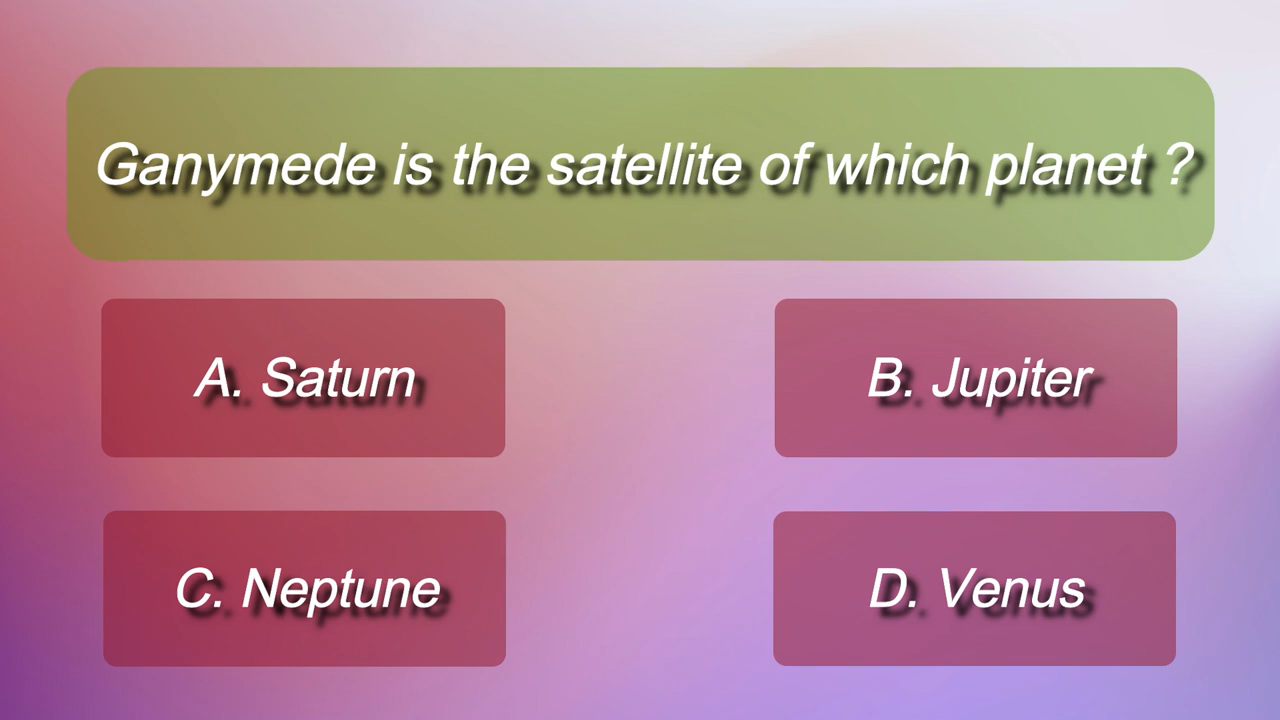 Ganymede is the satellite of which planet ?
A. Saturn
B. Jupiter
C. Neptune
D. Venus